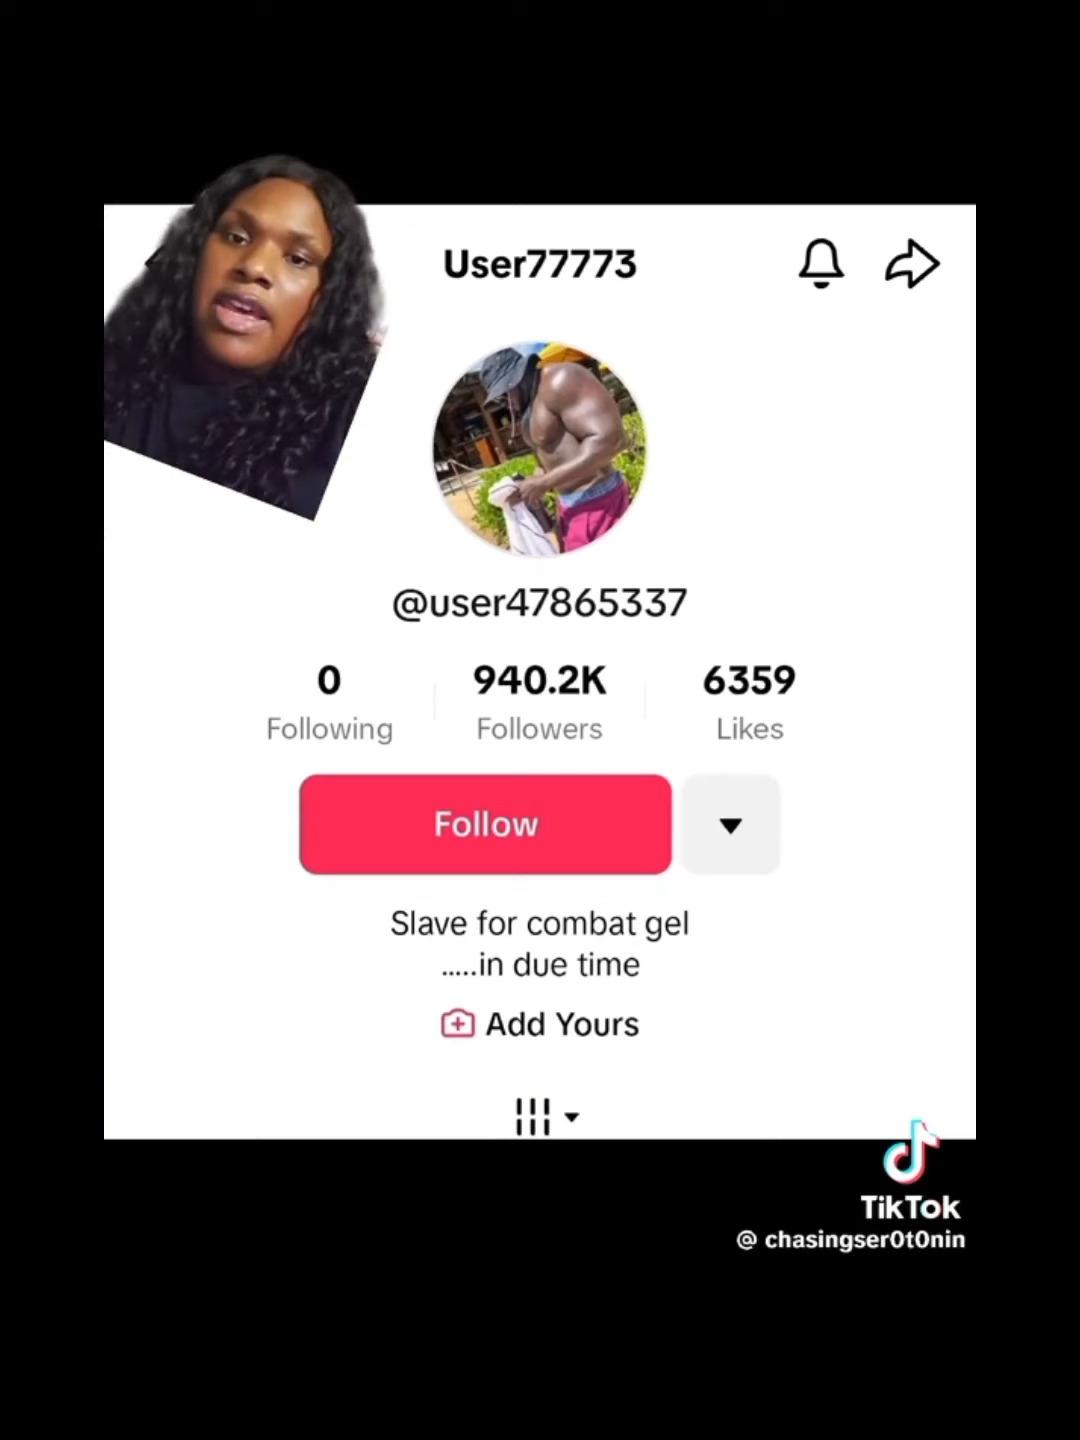 User77773
@user47865337
0
940.2K
6359
Following
Followers
Likes
Follow
Slave for combat gel
.....in due time
Add Yours
TikTok
@ chasingser0t0nin